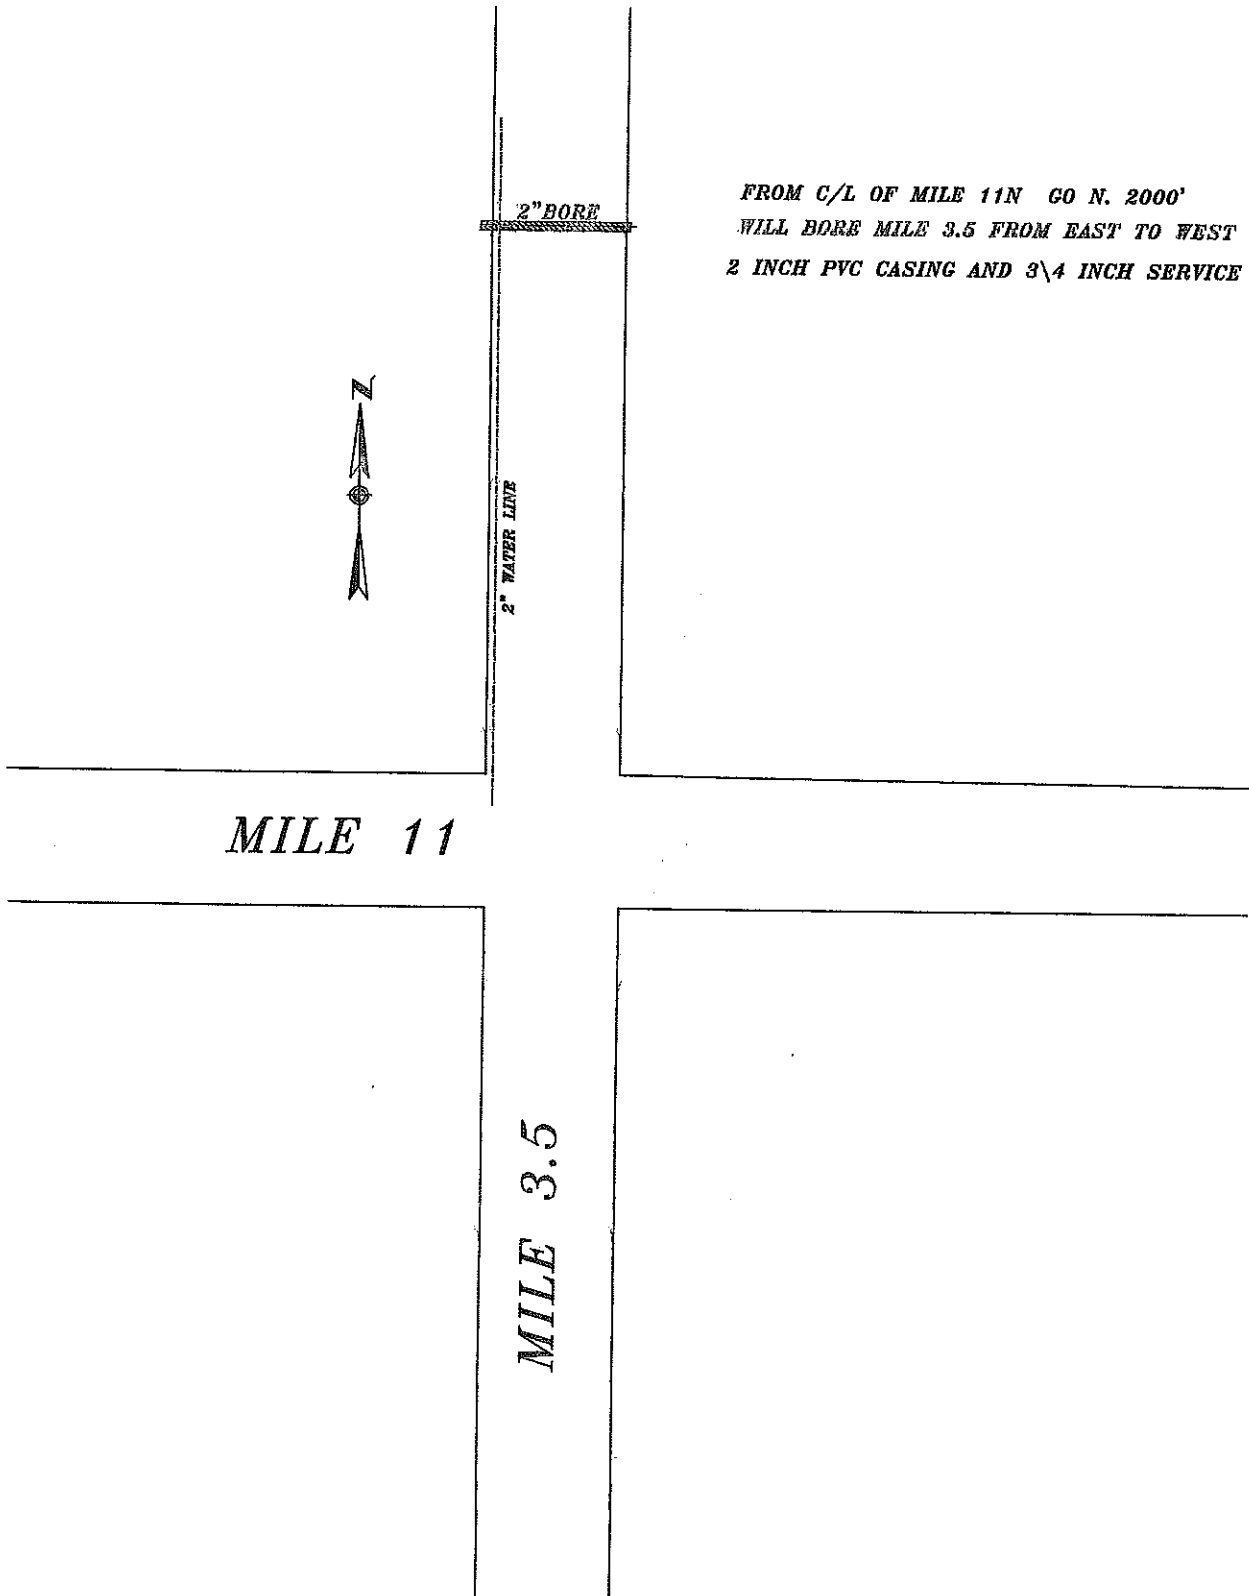 2"BORE
FROM C/L OF MILE 11N GO N. 2000'
WILL BORE MILE 3.5 FROM EAST TO WEST
2 INCH PVC CASING AND 3\4 INCH SERVICE
N
2" WATER LINE
MILE 11
MILE 3.5